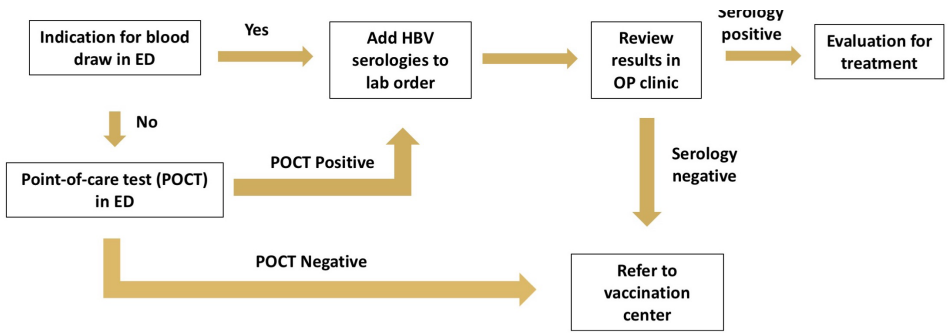 Indication for blood
draw in ED
Yes
Add HBV
serologies to
lab order
Review
results in
OP clinic
Serology
positive
Evaluation for
treatment
No
Point-of-care test (POCT)
in ED
POCT Positive
Serology
negative
POCT Negative
Refer to
vaccination
center